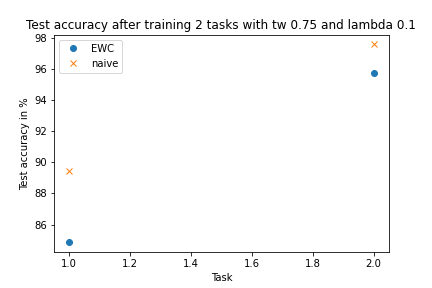 Test accuracy after training 2 tasks with tw 0.75 and lambda 0.1
98
EWC
naive
96
94
92
90
88
86
Test accuracy in %
1.0 1.2 1.4 1.6 1.8 2.0
Task